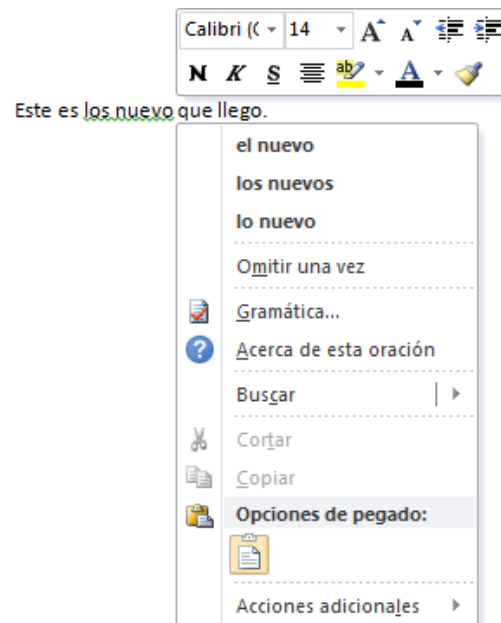 Calibri (C 14 A A
N K S ab A
Este es los nuevo que llego.
el nuevo
los nuevos
lo nuevo
Omitir una vez
Gramática...
Acerca de esta oración
Buscar
Cortar
Copiar
Opciones de pegado:
Acciones adicionales